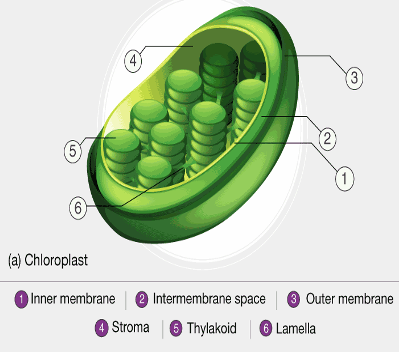 4
3
2
5
1
6
(a) Chloroplast
1 Inner membrane 2 Intermembrane space 3 Outer membrane
4 Stroma 5 Thylakoid 6 Lamella